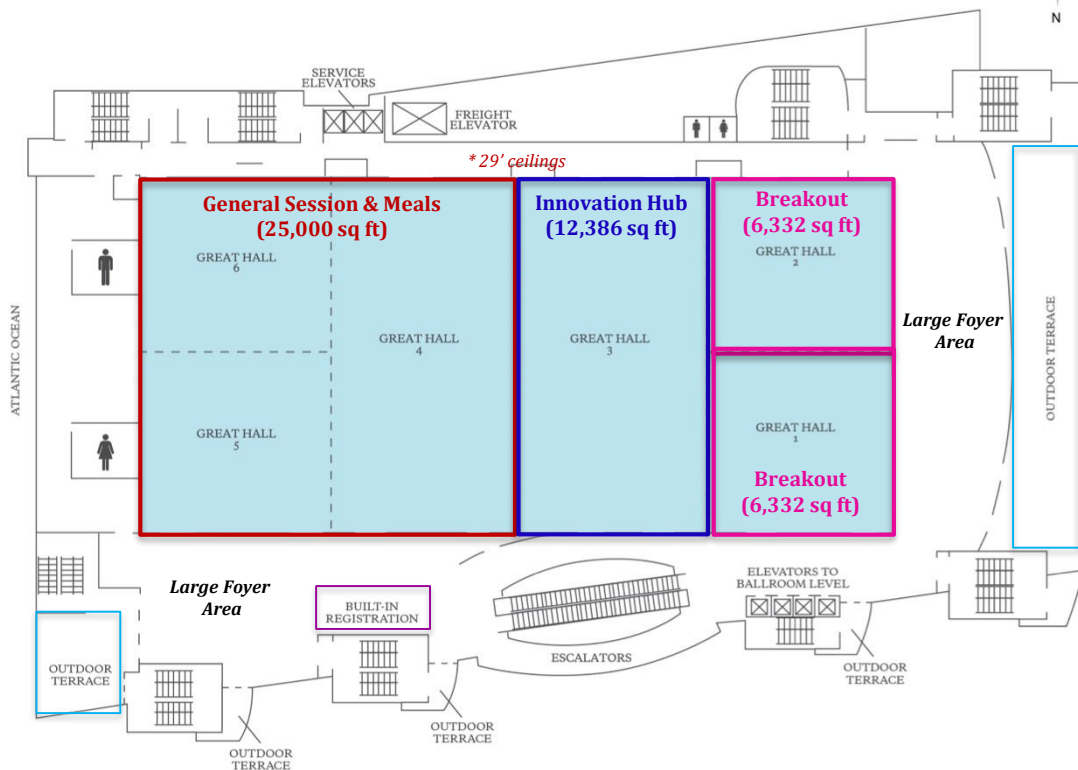 N
SERVICE
ELEVATORS
FREIGHT
ELEVATOR
* 29' ceilings
General Session & Meals
(25,000 sq ft)
Innovation Hub
(12,386 sq ft)
Breakout
(6,332 sq ft)
GREAT HALL
6
GREAT HALL
2
GREAT HALL
4
GREAT HALL
3
Large Foyer
Area
ATLANTIC OCEAN
OUTDOOR TERRACE
GREAT HALL
5
GREAT HALL
1
Breakout
(6,332 sq ft)
Large Foyer
Area
BUILT-IN
REGISTRATION
ELEVATORS TO
BALLROOM LEVEL
ESCALATORS
OUTDOOR
TERRACE
OUTDOOR
TERRACE
OUTDOOR
TERRACE
OUTDOOR
TERRACE